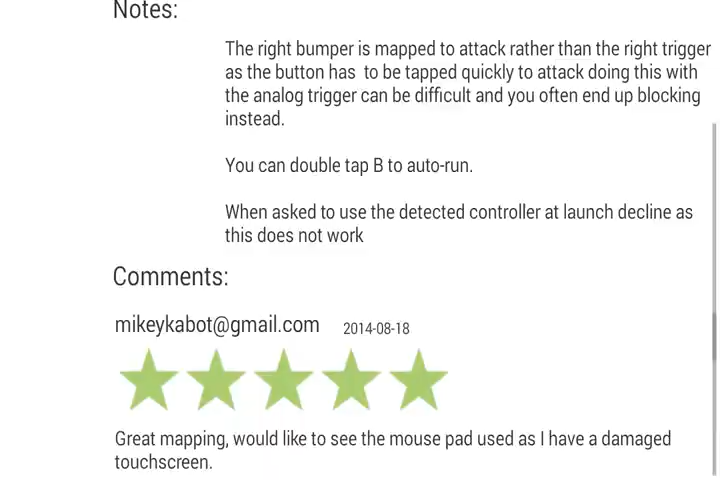 Notes:
The right bumper is mapped to attack rather than the right trigger
as the button has  to be tapped quickly to attack doing this with
the analog trigger can be difficult and you often end up blocking
instead.
You can double tap B to auto-run.
When asked to use the detected controller at launch decline as
this does not work
Comments:
mikeykabot@gmail.com 2014-08-18
Great mapping, would like to see the mouse pad used as I have a damaged
touchscreen.